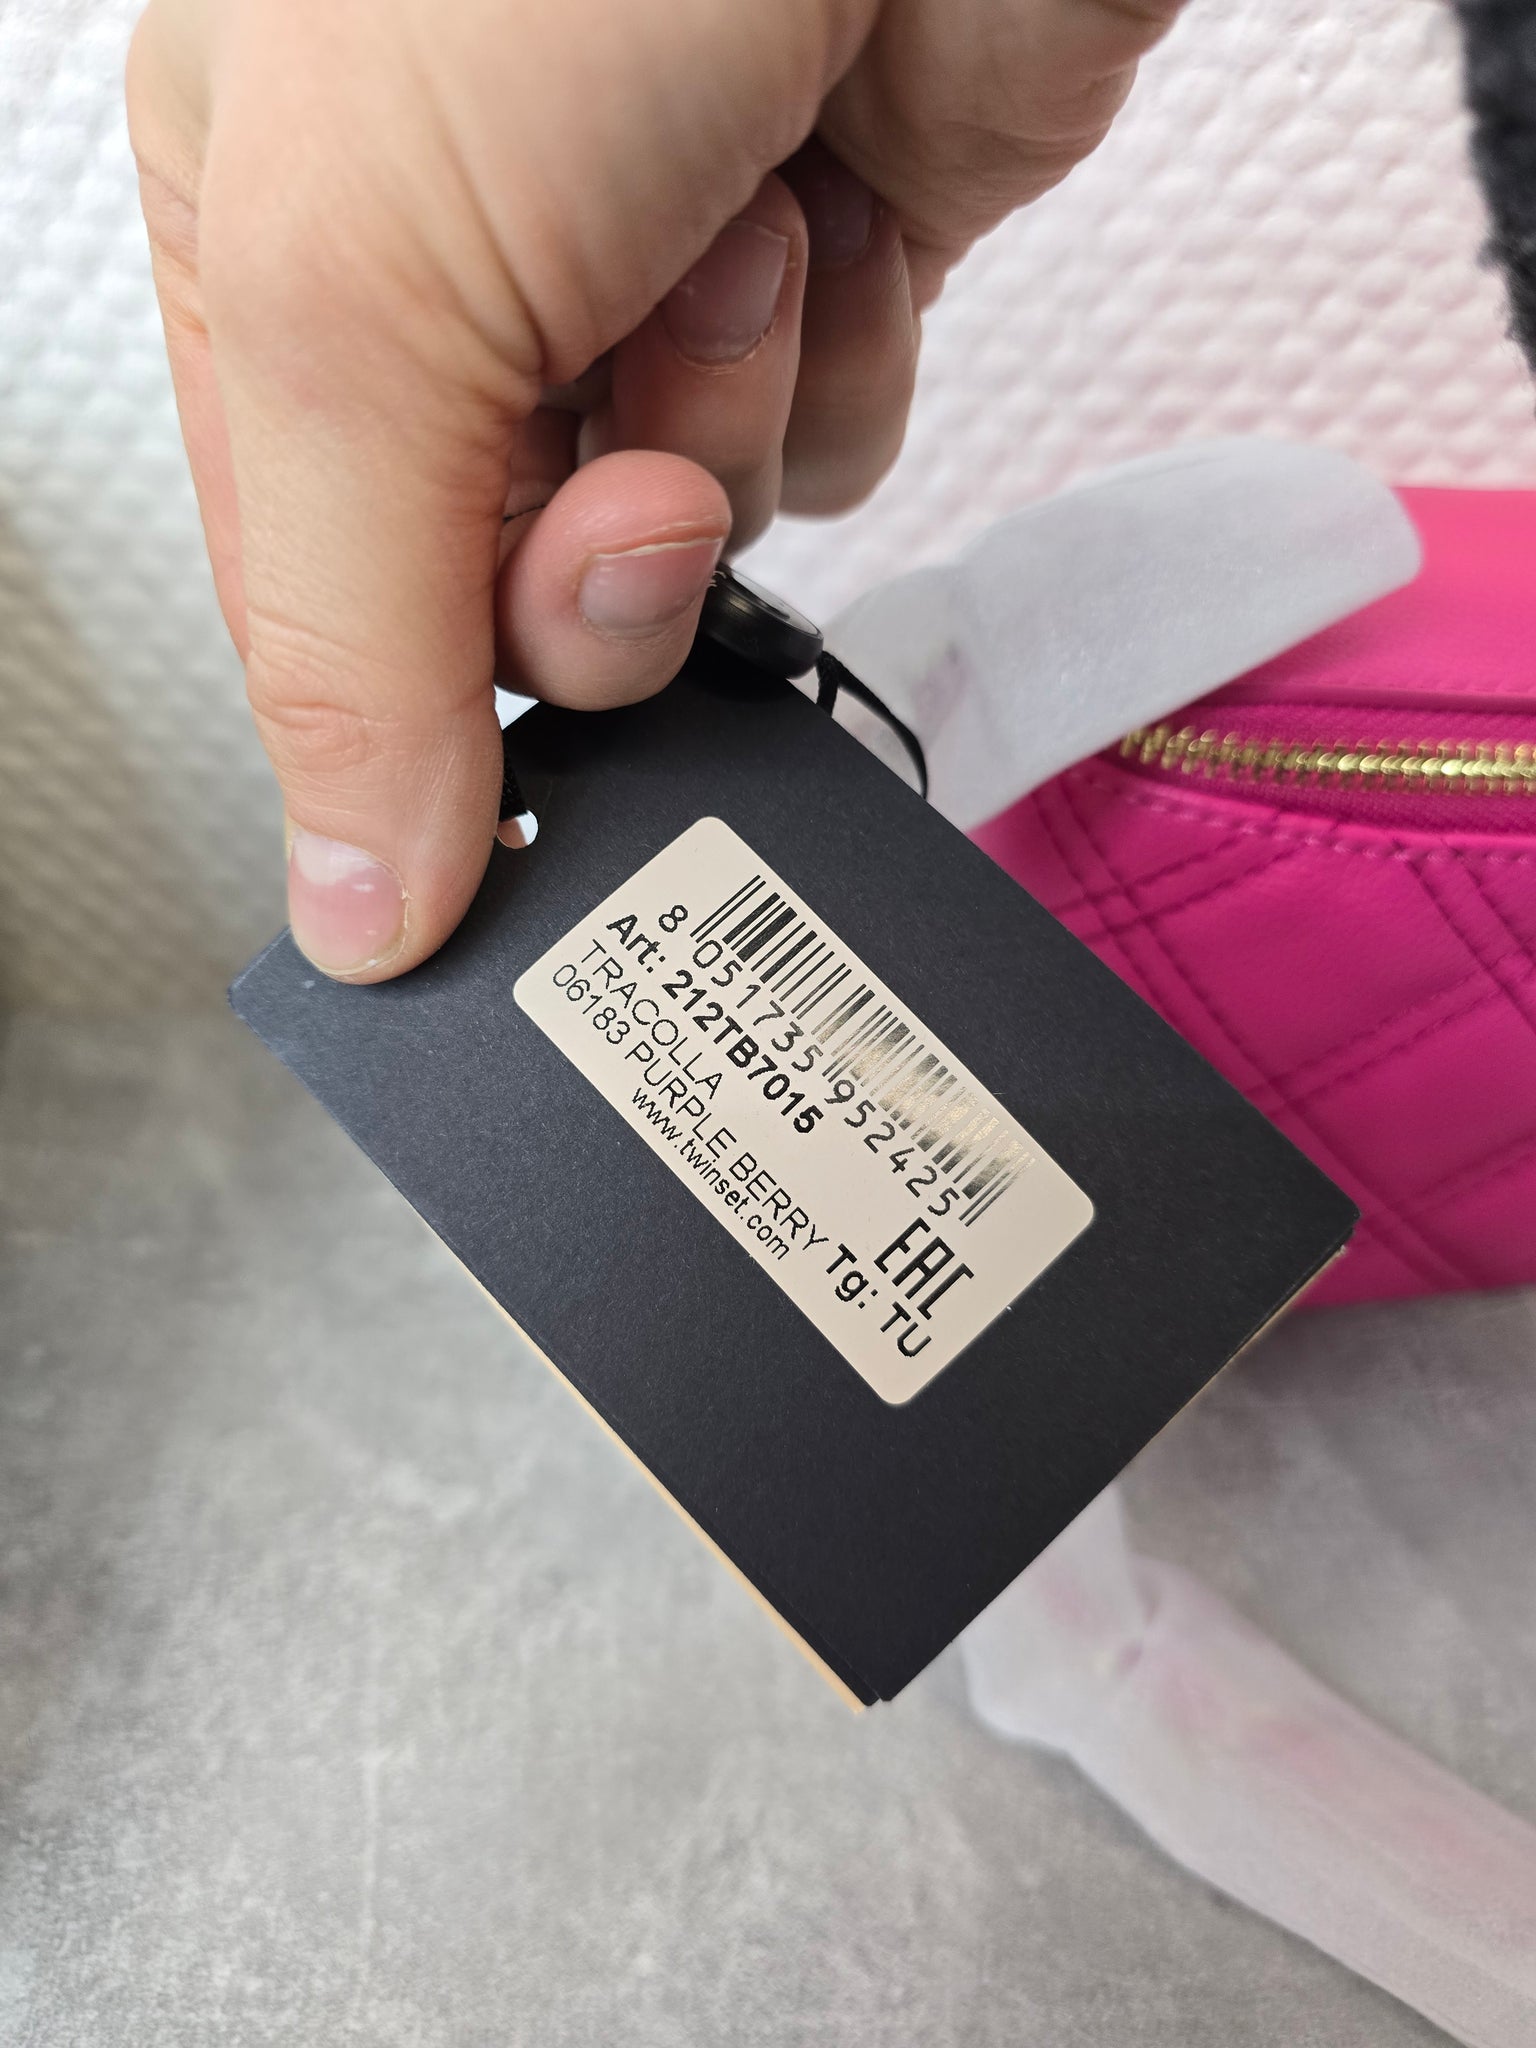 8 051735 952425
Art: 212TB7015
TRACOLLA
06183 PURPLE BERRY Tg: TU
www.twinset.com
EAC